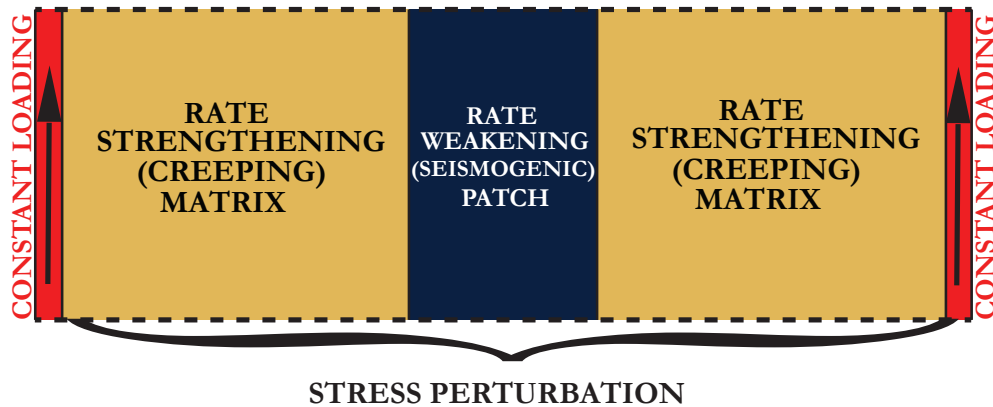 CONSTANT LOADING
RATE
STRENGTHENING
(CREEPING)
MATRIX
RATE
WEAKENING
(SEISMOGENIC)
PATCH
RATE
STRENGTHENING
(CREEPING)
MATRIX
CONSTANT LOADING
STRESS PERTURBATION